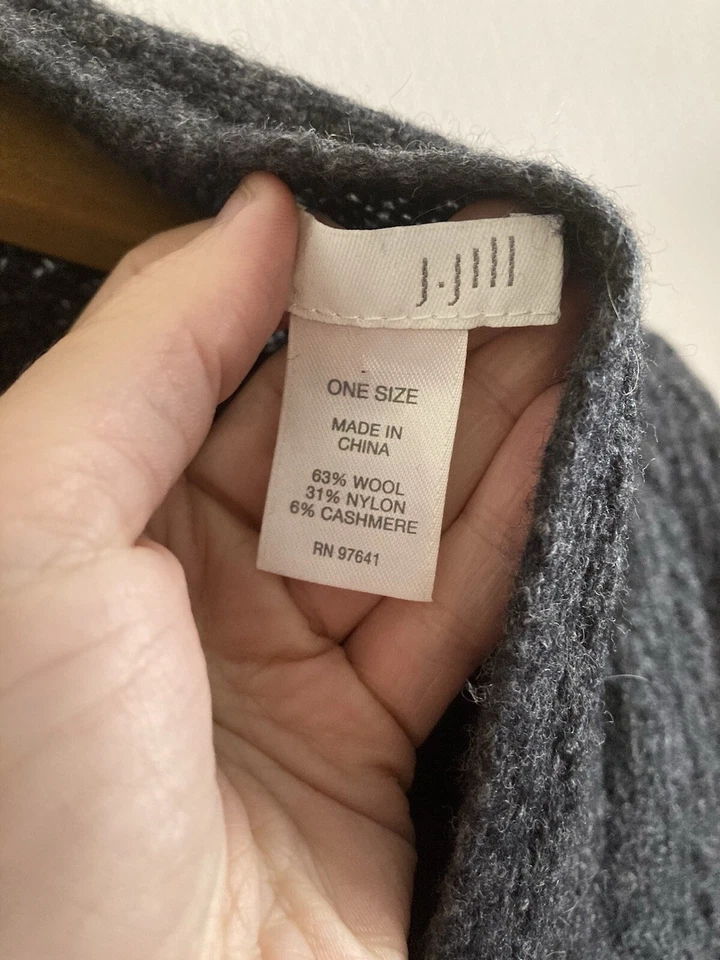 J.Jill
ONE SIZE
MADE IN
CHINA
63% WOOL
31% NYLON
6% CASHMERE
RN 97641